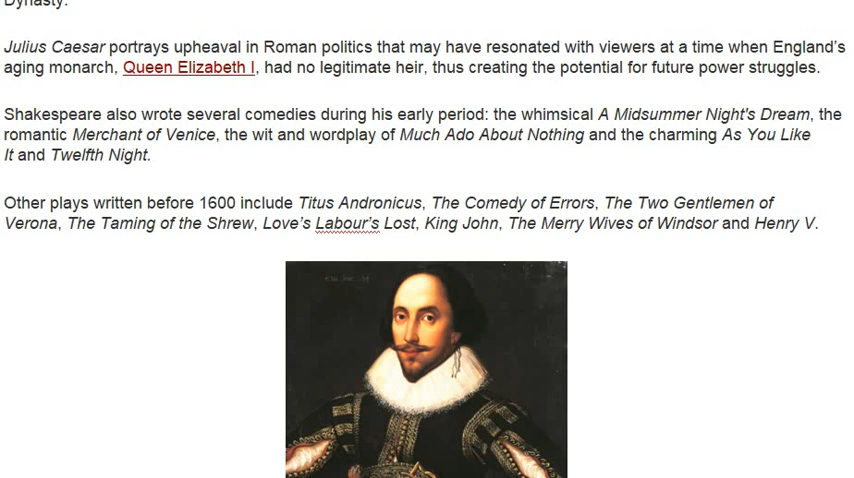 Dynasty.
Julius Caesar portrays upheaval in Roman politics that may have resonated with viewers at a time when England's
aging monarch, Queen Elizabeth I, had no legitimate heir, thus creating the potential for future power struggles.
Shakespeare also wrote several comedies during his early period: the whimsical A Midsummer Night's Dream, the
romantic Merchant of Venice, the wit and wordplay of Much Ado About Nothing and the charming As You Like
It and Twelfth Night.
Other plays written before 1600 include Titus Andronicus, The Comedy of Errors, The Two Gentlemen of
Verona, The Taming of the Shrew, Love's Labour's Lost, King John, The Merry Wives of Windsor and Henry V.